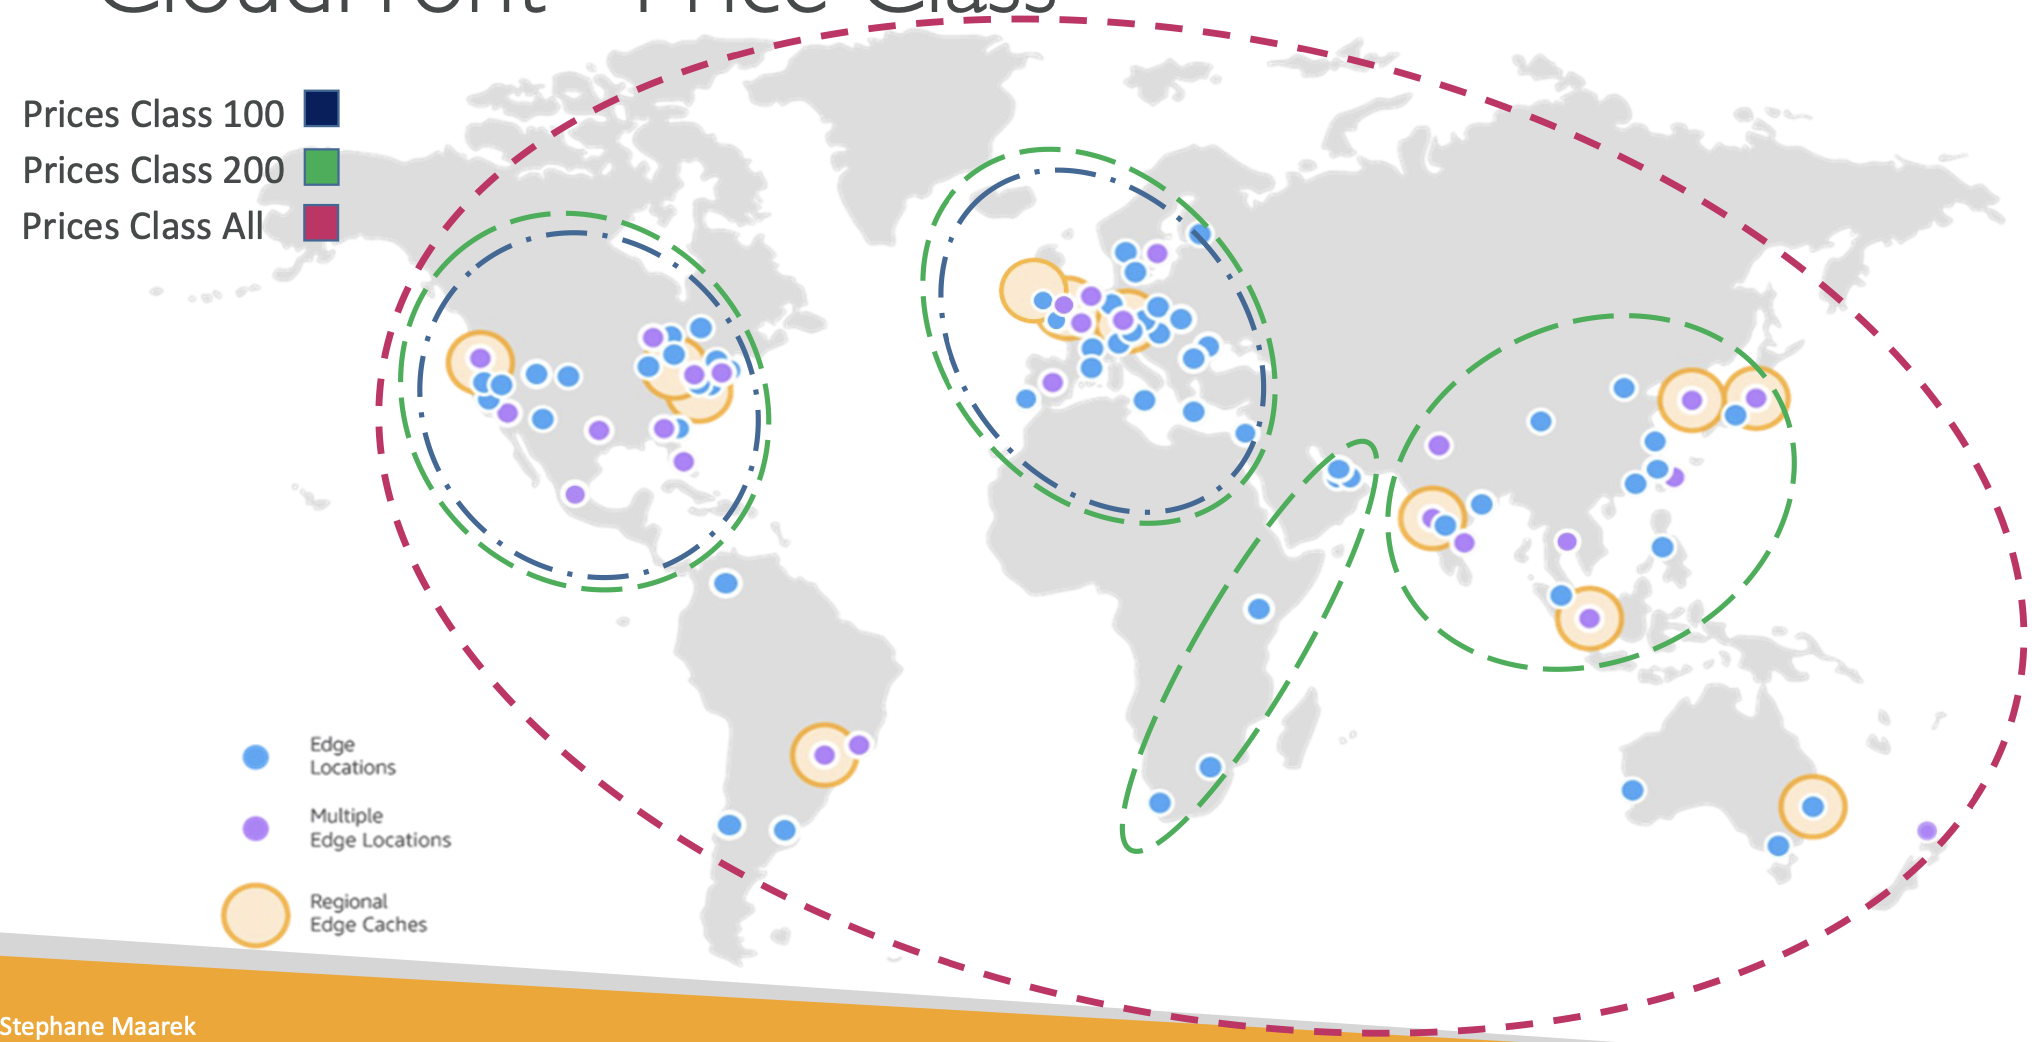 CloudFront – Price Class
Prices Class 100
Prices Class 200
Prices Class All
Edge
Locations
Multiple
Edge Locations
Regional
Edge Caches
Stephane Maarek